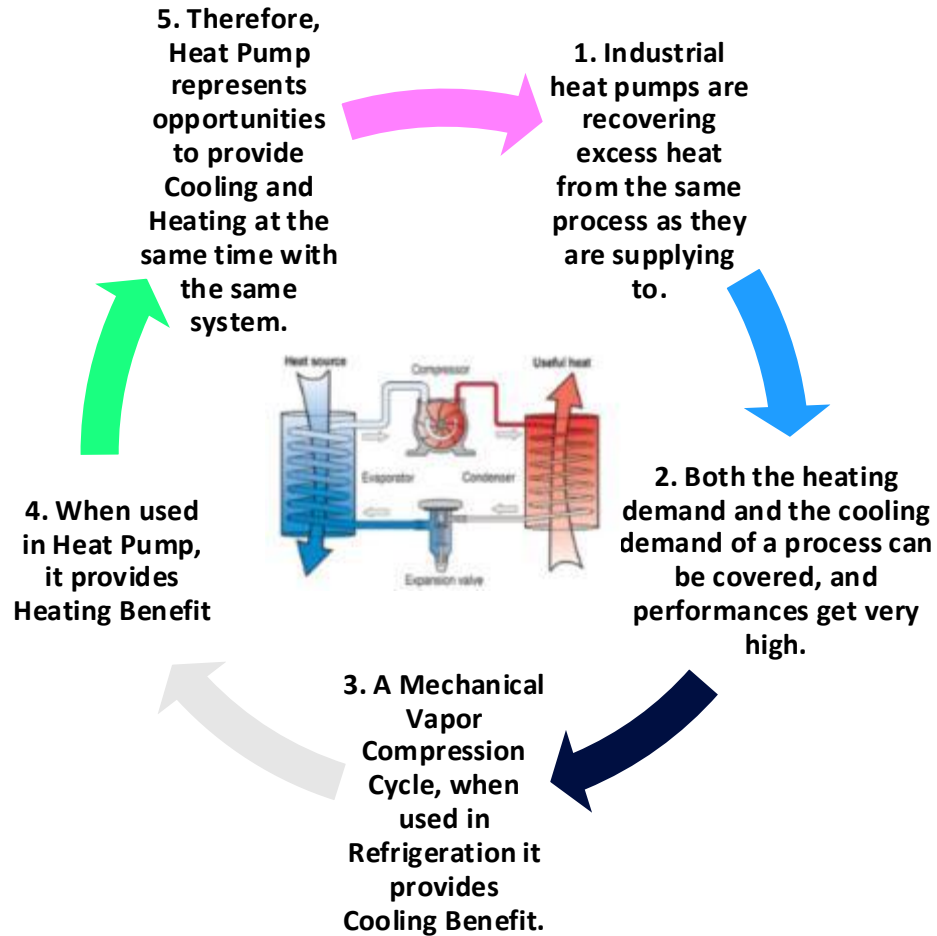 5. Therefore,
Heat Pump
represents
opportunities
to provide
Cooling and
Heating at the
same time with
the same
system.
1. Industrial
heat pumps are
recovering
excess heat
from the same
process as they
are supplying
to.
Heat source
Compressor
Useful heat
Evaporator
Condenser
Expansion valve
2. Both the heating
demand and the cooling
demand of a process can
be covered, and
performances get very
high.
4. When used
in Heat Pump,
it provides
Heating Benefit
3. A Mechanical
Vapor
Compression
Cycle, when
used in
Refrigeration it
provides
Cooling Benefit.